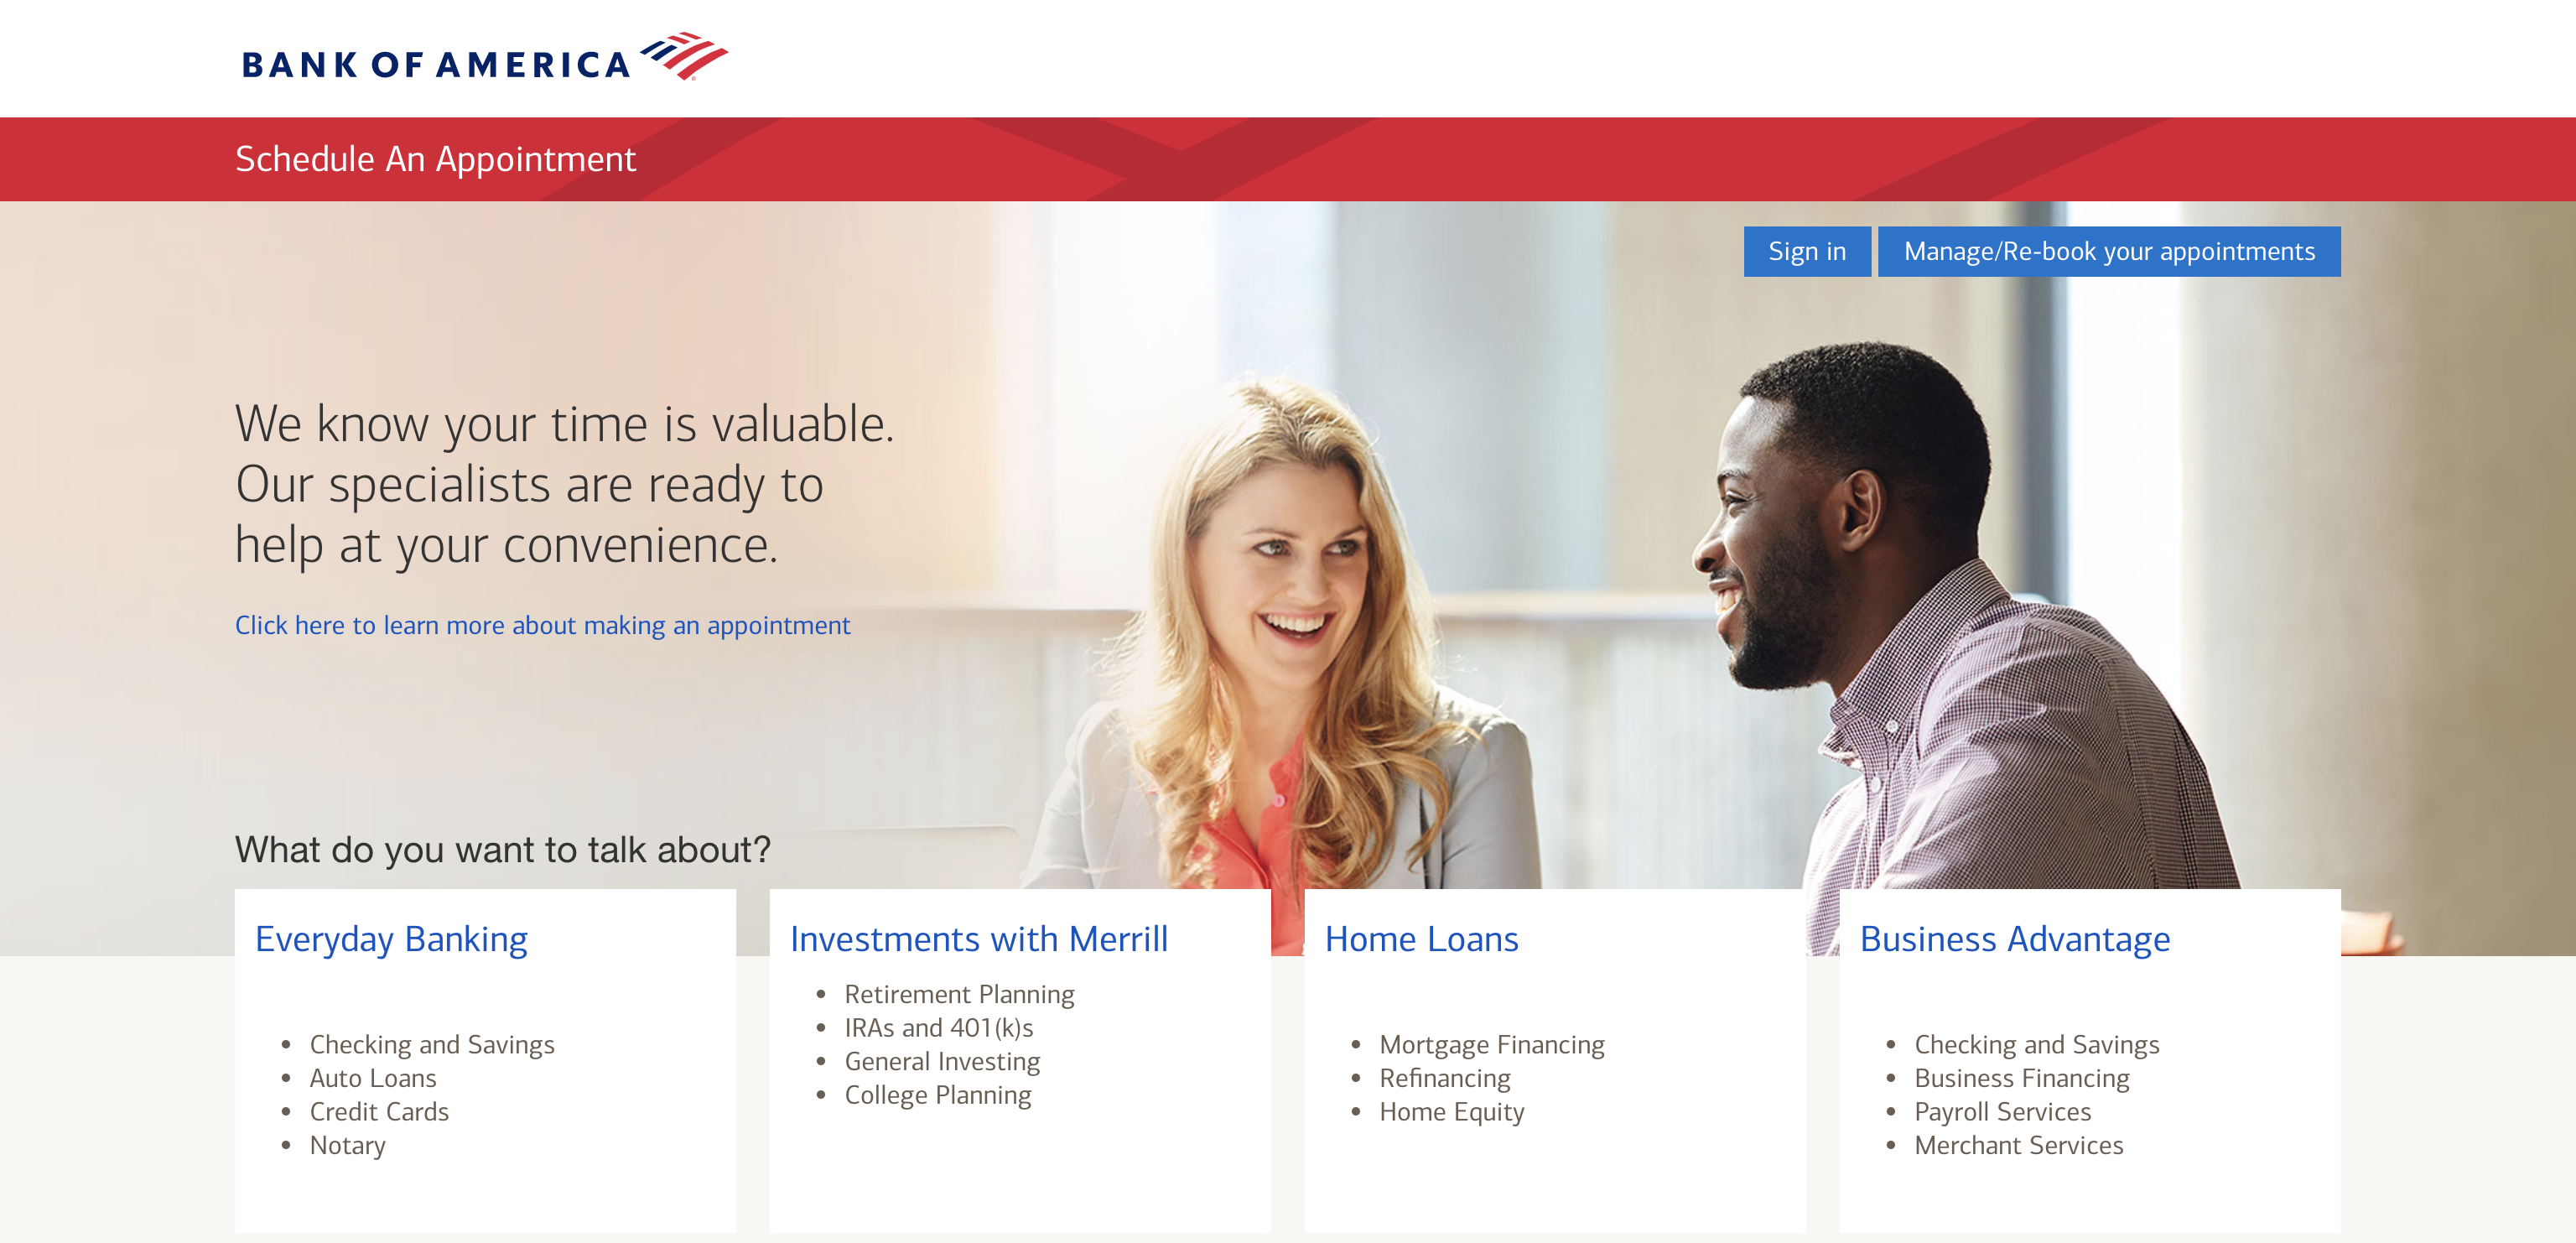 BANK OF AMERICA
Schedule An Appointment
Sign in
Manage/Re-book your appointments
We know your time is valuable.
Our specialists are ready to
help at your convenience.
Click here to learn more about making an appointment
What do you want to talk about?
Everyday Banking
Checking and Savings
Auto Loans
Credit Cards
Notary
Investments with Merrill
Retirement Planning
IRAs and 401(k)s
General Investing
College Planning
Home Loans
Mortgage Financing
Refinancing
Home Equity
Business Advantage
Checking and Savings
Business Financing
Payroll Services
Merchant Services